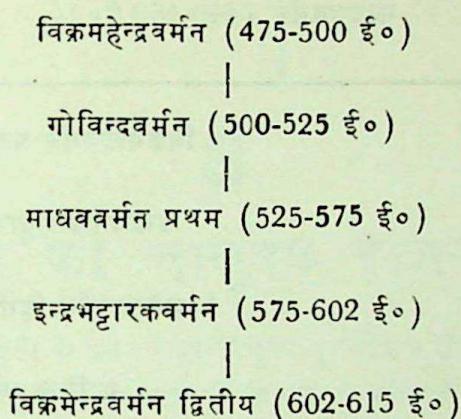 विक्रमहेन्द्रवर्मन (475-500 ई०)
गोविन्दवर्मन (500-525 ई०)
माधववर्मन प्रथम (525-575 ई०)
इन्द्रभट्टारकवर्मन (575-602 ई०)
विक्रमेन्द्रवर्मन द्वितीय (602-615 ई०)